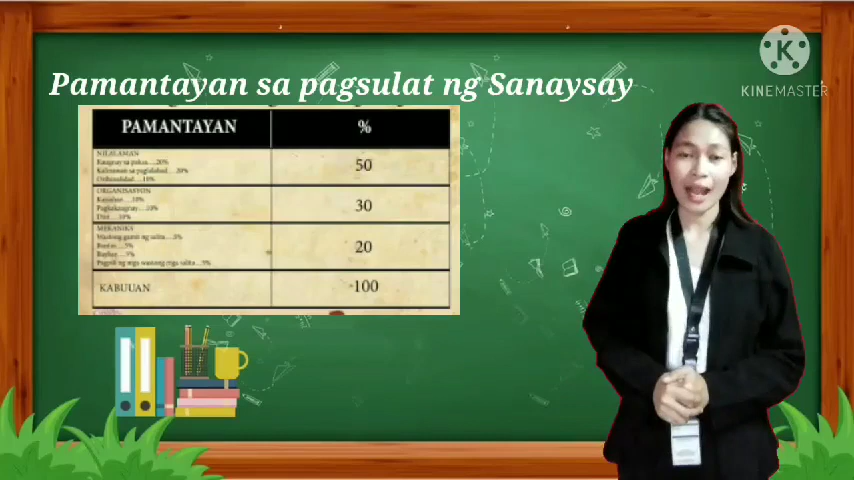 Pamantayan sa pagsulat ng Sanaysay
K
KINEMASTER
PAMANTAYAN %
NILALAMAN
Kaugnay sa paksa....20%
Kalinawan sa paglalahad....20%
Orihinalidad....10%
50
ORGANISASYON
Kaisahan....10%
Pagkakaugnay....10%
Diin....10%
30
MEKANIKS
Wastong gamit ng salita....5%
Bantas....5%
Baybay....5%
Pagpili ng mga wastong mga salita....5%
20
KABUUAN 100